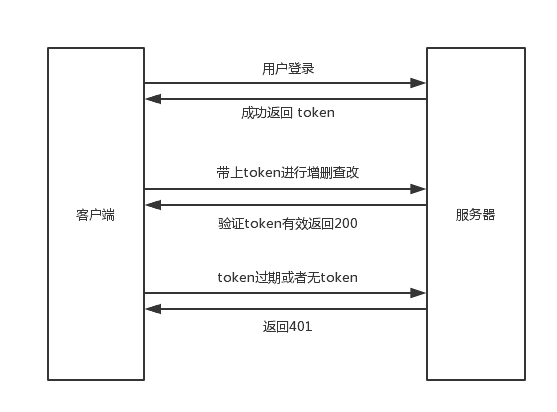 用户登录
成功返回 token
带上token进行增删查改
客户端
服务器
验证token有效返回200
token过期或者无token
返回401